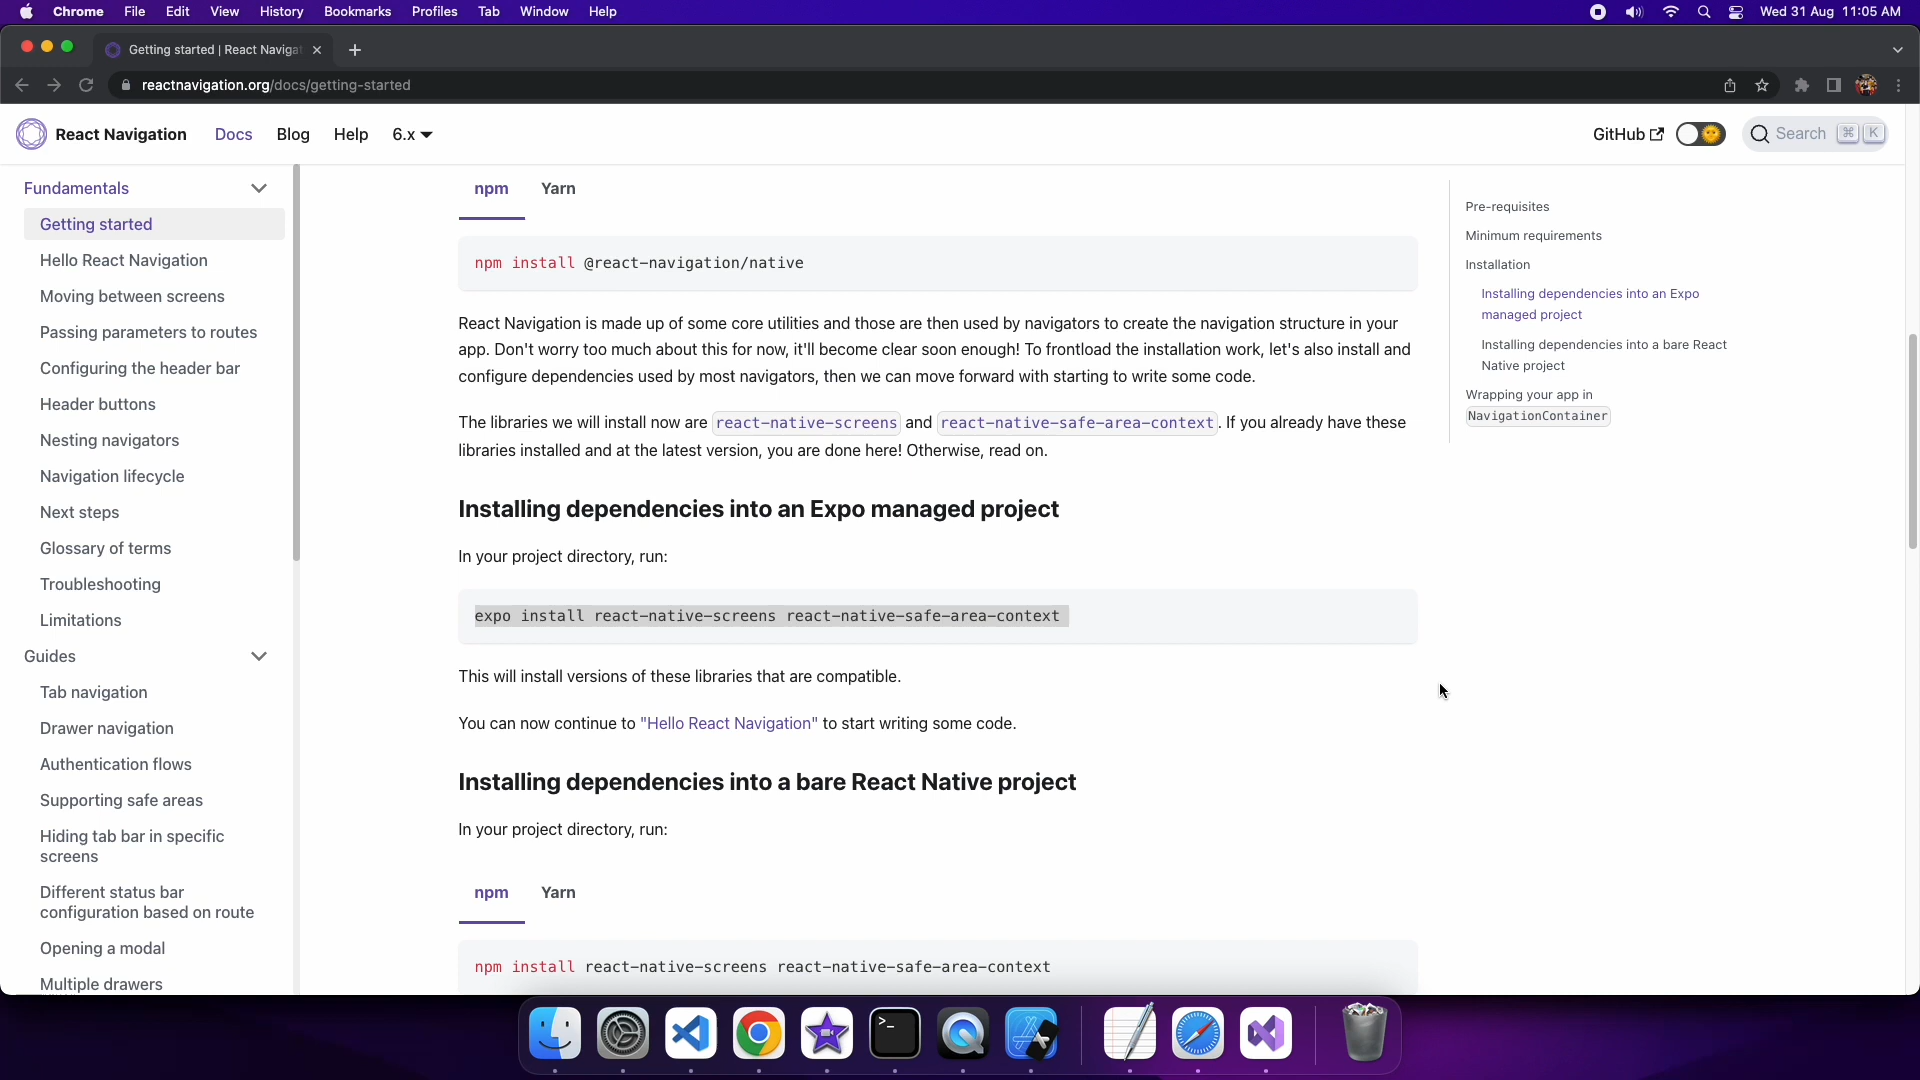 Chrome File Edit View History Bookmarks Profiles Tab Window Help
Wed 31 Aug 11:05 AM
Getting started | React Naviga
reactnavigation.org/docs/getting-started
React Navigation Docs Blog Help 6.x
GitHub
Search ⌘ K
Fundamentals
Getting started
Hello React Navigation
Moving between screens
Passing parameters to routes
Configuring the header bar
Header buttons
Nesting navigators
Navigation lifecycle
Next steps
Glossary of terms
Troubleshooting
Limitations
Guides
Tab navigation
Drawer navigation
Authentication flows
Supporting safe areas
Hiding tab bar in specific
screens
Different status bar
configuration based on route
Opening a modal
Multiple drawers
npm Yarn
npm install @react-navigation/native
React Navigation is made up of some core utilities and those are then used by navigators to create the navigation structure in your
app. Don't worry too much about this for now, it'll become clear soon enough! To frontload the installation work, let's also install and
configure dependencies used by most navigators, then we can move forward with starting to write some code.
The libraries we will install now are react-native-screens and react-native-safe-area-context. If you already have these
libraries installed and at the latest version, you are done here! Otherwise, read on.
Installing dependencies into an Expo managed project
In your project directory, run:
expo install react-native-screens react-native-safe-area-context
This will install versions of these libraries that are compatible.
You can now continue to "Hello React Navigation" to start writing some code.
Installing dependencies into a bare React Native project
In your project directory, run:
npm Yarn
npm install react-native-screens react-native-safe-area-context
Pre-requisites
Minimum requirements
Installation
Installing dependencies into an Expo
managed project
Installing dependencies into a bare React
Native project
Wrapping your app in
NavigationContainer